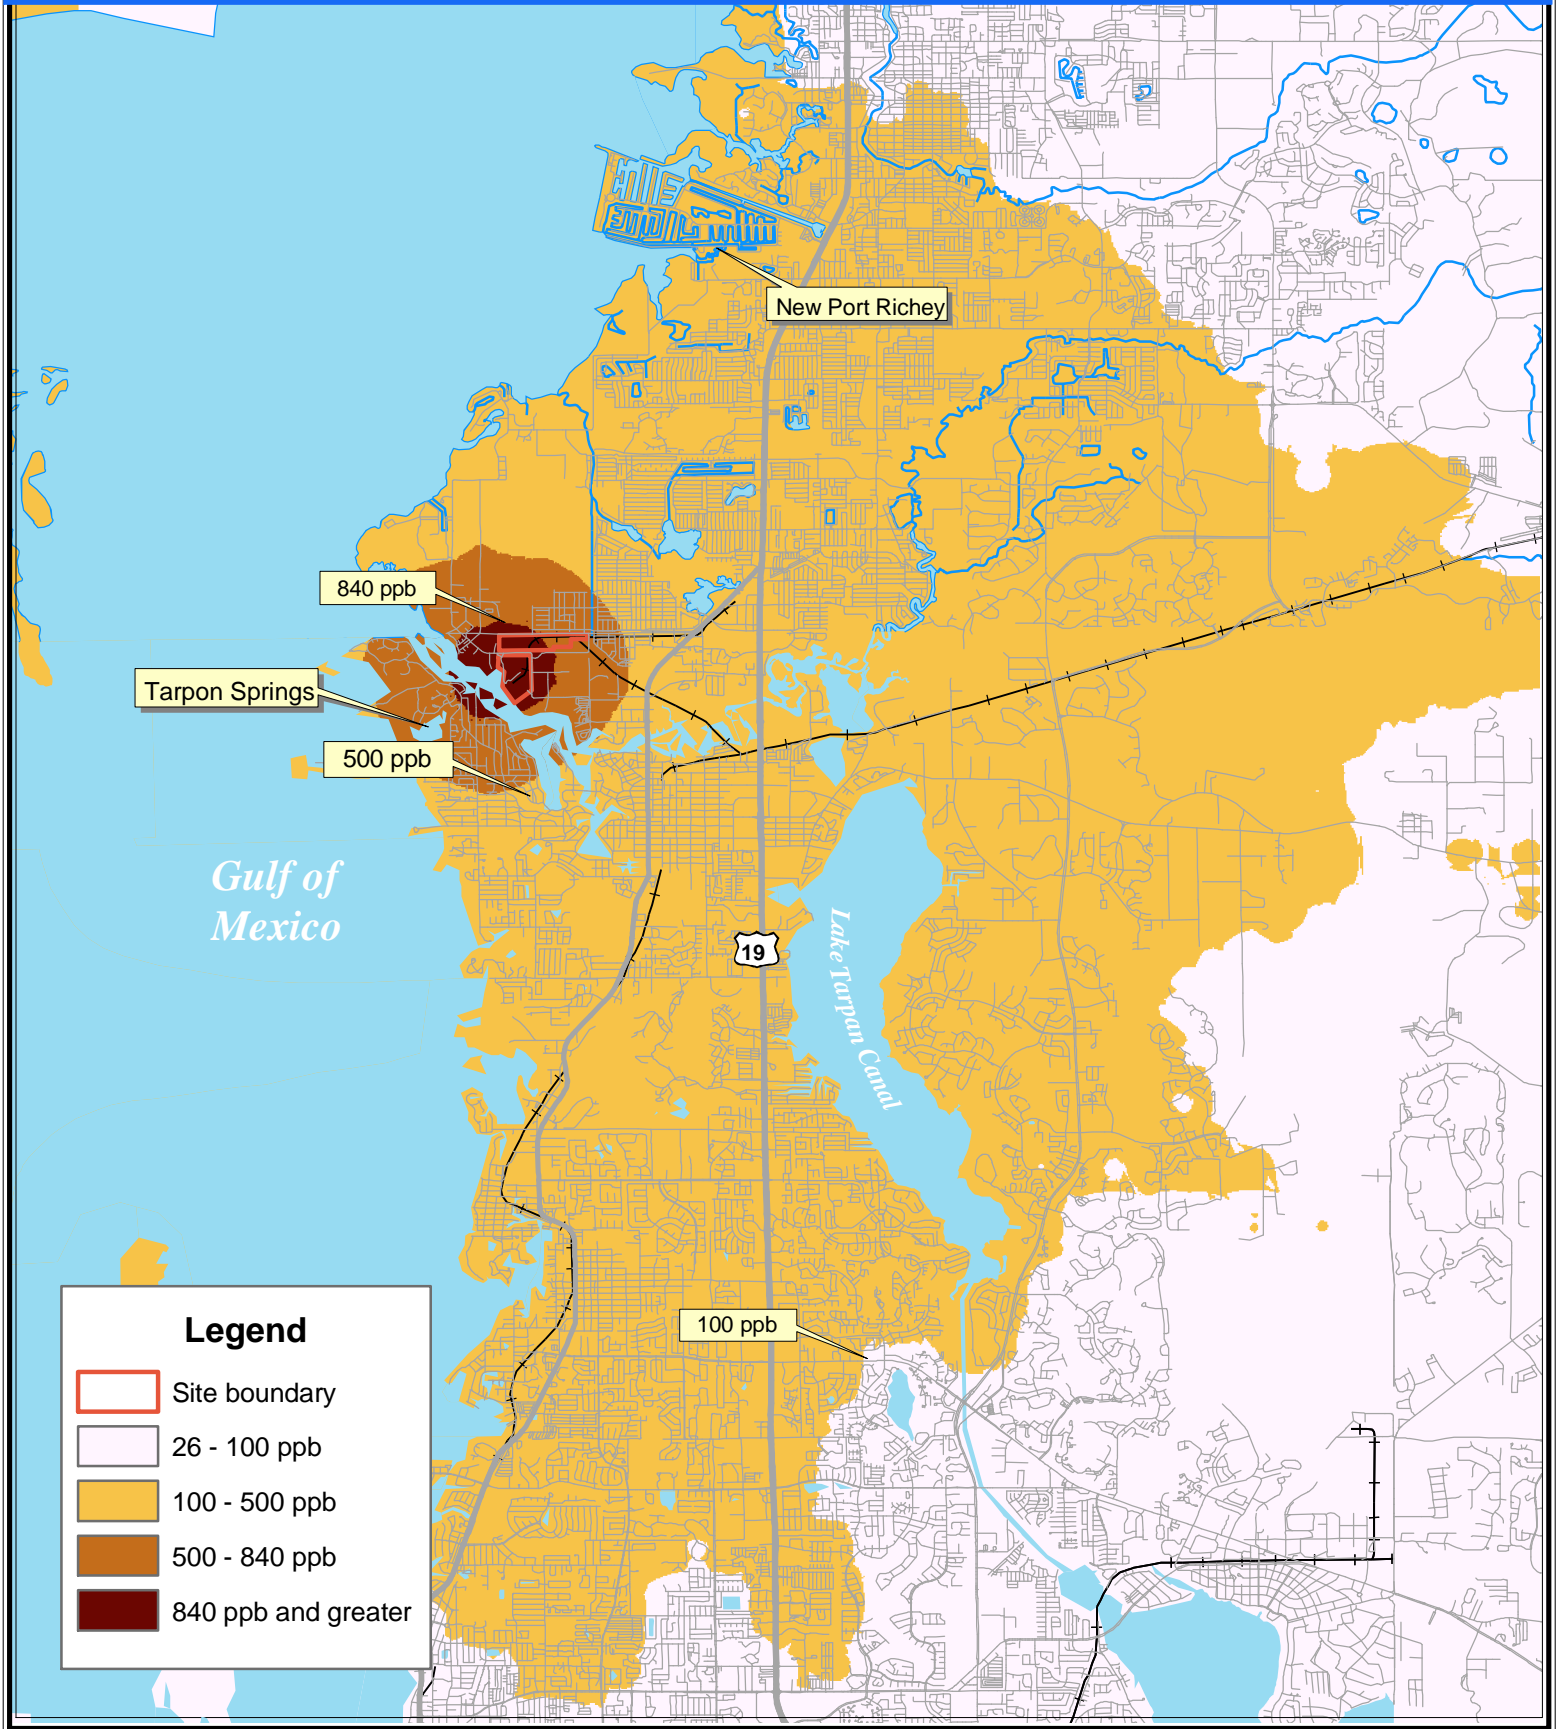 New Port Richey
840 ppb
Tarpon Springs
500 ppb
Gulf of
Mexico
19
Lake Tarpan Canal
100 ppb
Legend
Site boundary
26 - 100 ppb
100 - 500 ppb
500 - 840 ppb
840 ppb and greater